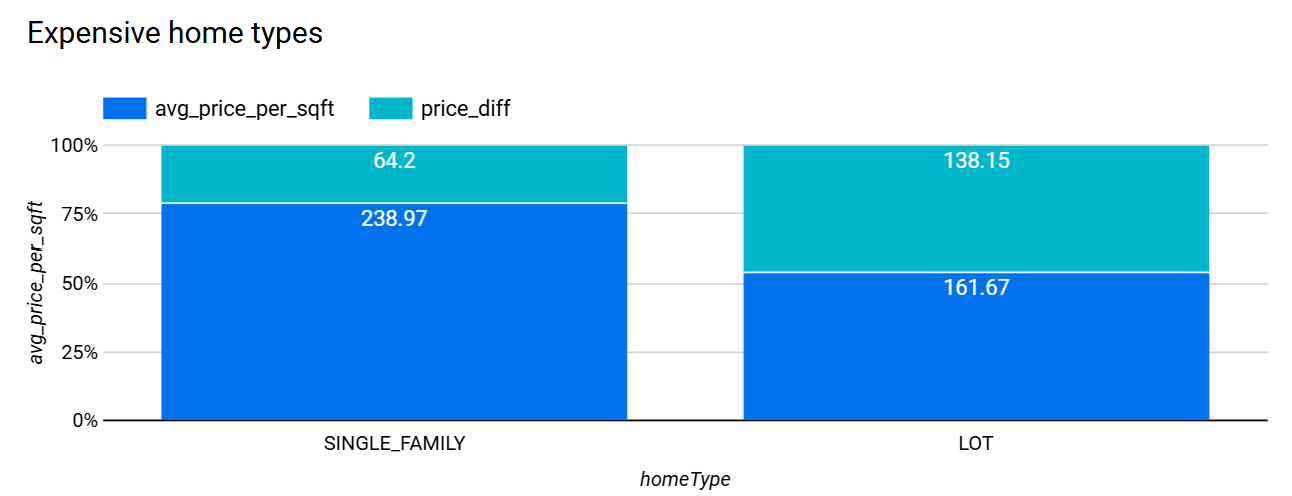 Expensive home types
avg_price_per_sqft price_diff
100%
64.2 138.15
75%
238.97
50%
161.67
25%
0%
avg_price_per_sqft
SINGLE_FAMILY LOT
homeType